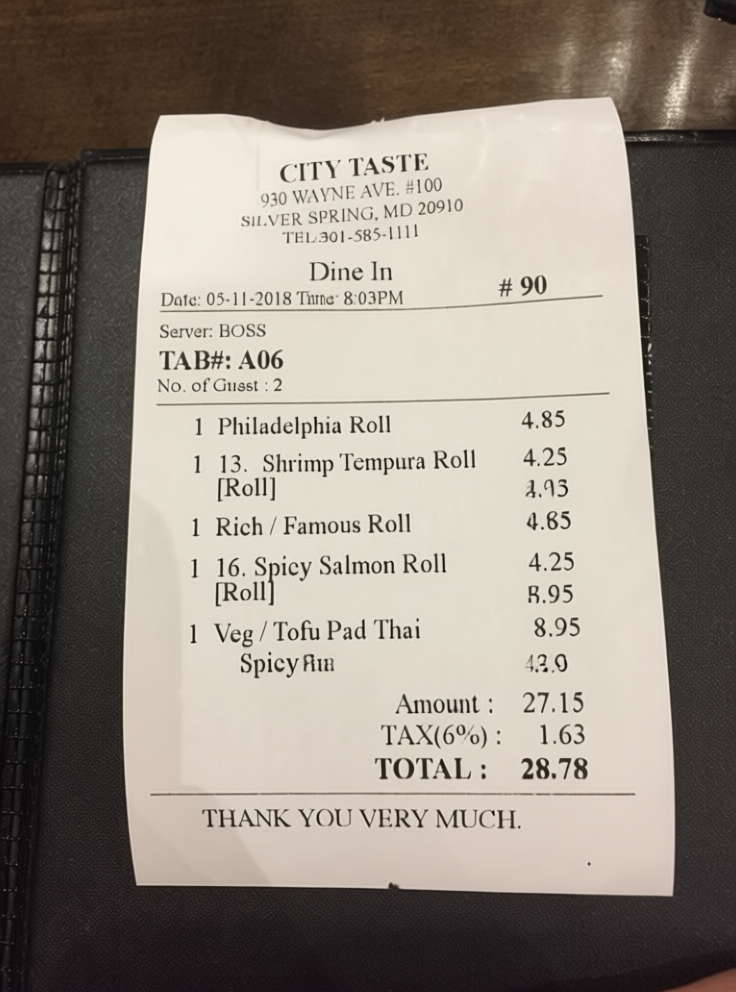 CITY TASTE
930 WAYNE AVE. #100
SILVER SPRING, MD 20910
TEL:301-585-1111
Dine In
# 90
Date: 05-11-2018 8:03PM
Server: BOSS
TAB#: A06
No. of Guest : 2
1 Philadelphia Roll 4.85
1 13. Shrimp Tempura Roll 4.25
[Roll]
1 Rich / Famous Roll 4.85
1 16. Spicy Salmon Roll 4.25
[Roll] 8.95
1 Veg / Tofu Pad Thai 8.95
Spicy
Amount : 27.15
TAX(6%) : 1.63
TOTAL : 28.78
THANK YOU VERY MUCH.